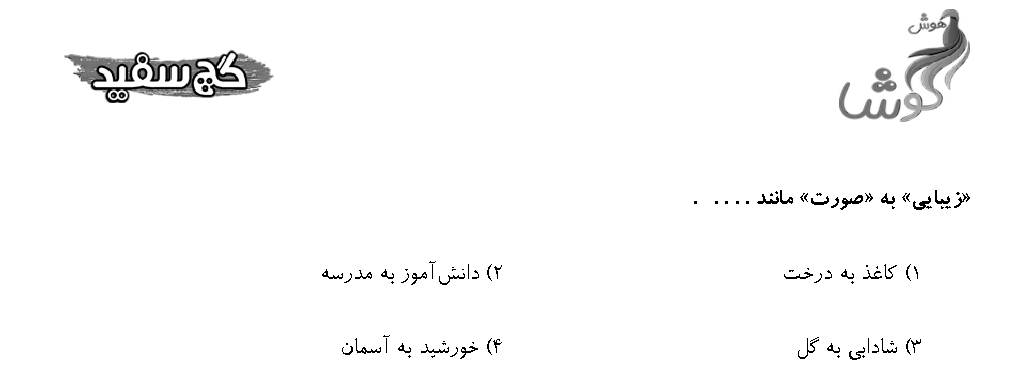 هوش
گچ سفید
کوشا
«زیبایی» به «صورت» مانند .... .
۱) کاغذ به درخت
۲) دانش‌آموز به مدرسه
۳) شادابی به گل
۴) خورشید به آسمان